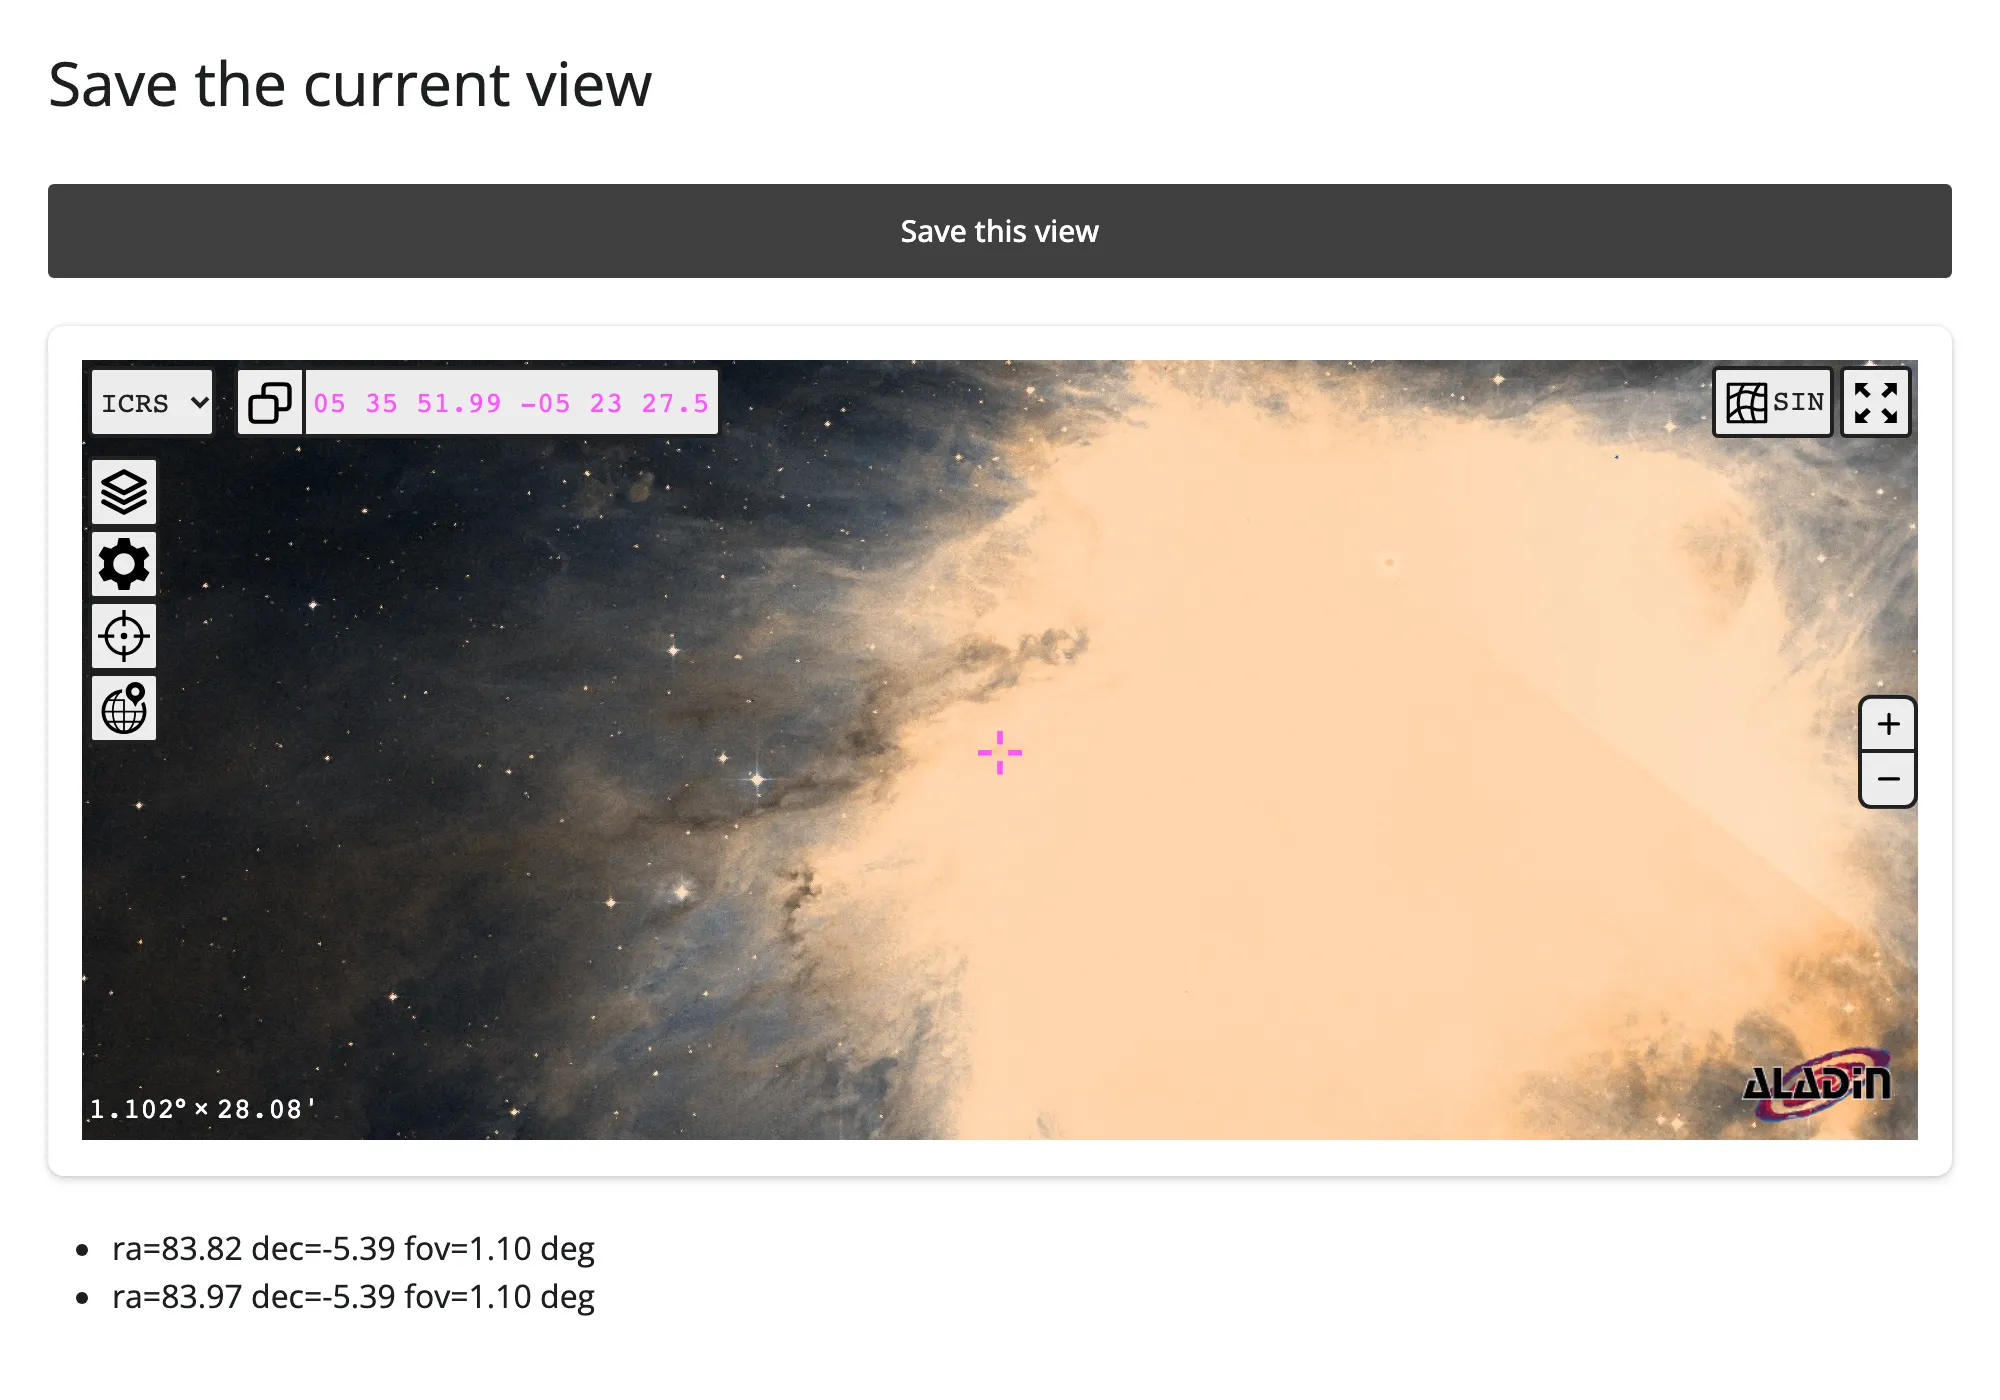 Save the current view
Save this view
ICRS
05 35 51.99 -05 23 27.5
SIN
+
−
1.102° × 28.08'
ALADiN
ra=83.82 dec=-5.39 fov=1.10 deg
ra=83.97 dec=-5.39 fov=1.10 deg